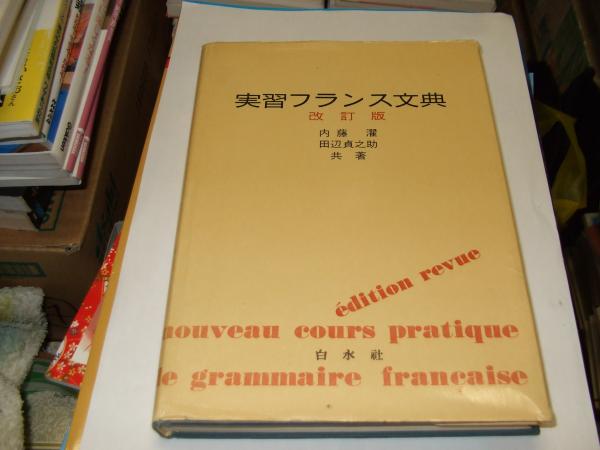 実習フランス文典
改訂版
内藤 濯
田辺貞之助
共著
édition revue
nouveau cours pratique
白水社
de grammaire française